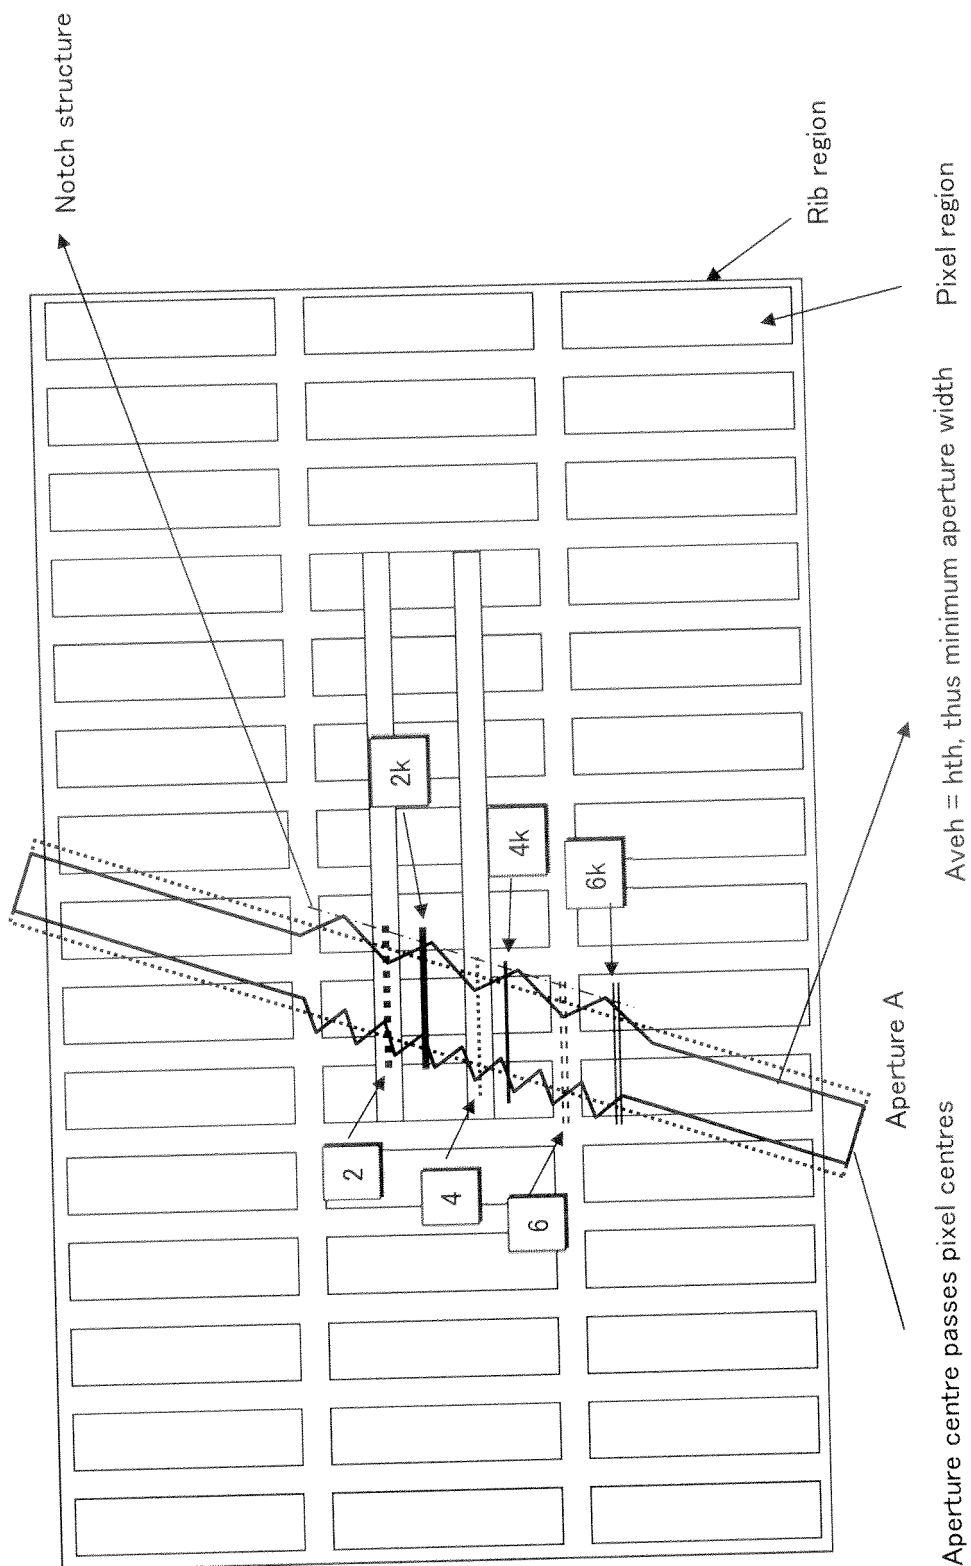 Notch structure
Rib region
Pixel region
2k
4k
6k
2
4
6
Aperture A
Aveh = hth, thus minimum aperture width
Aperture centre passes pixel centres